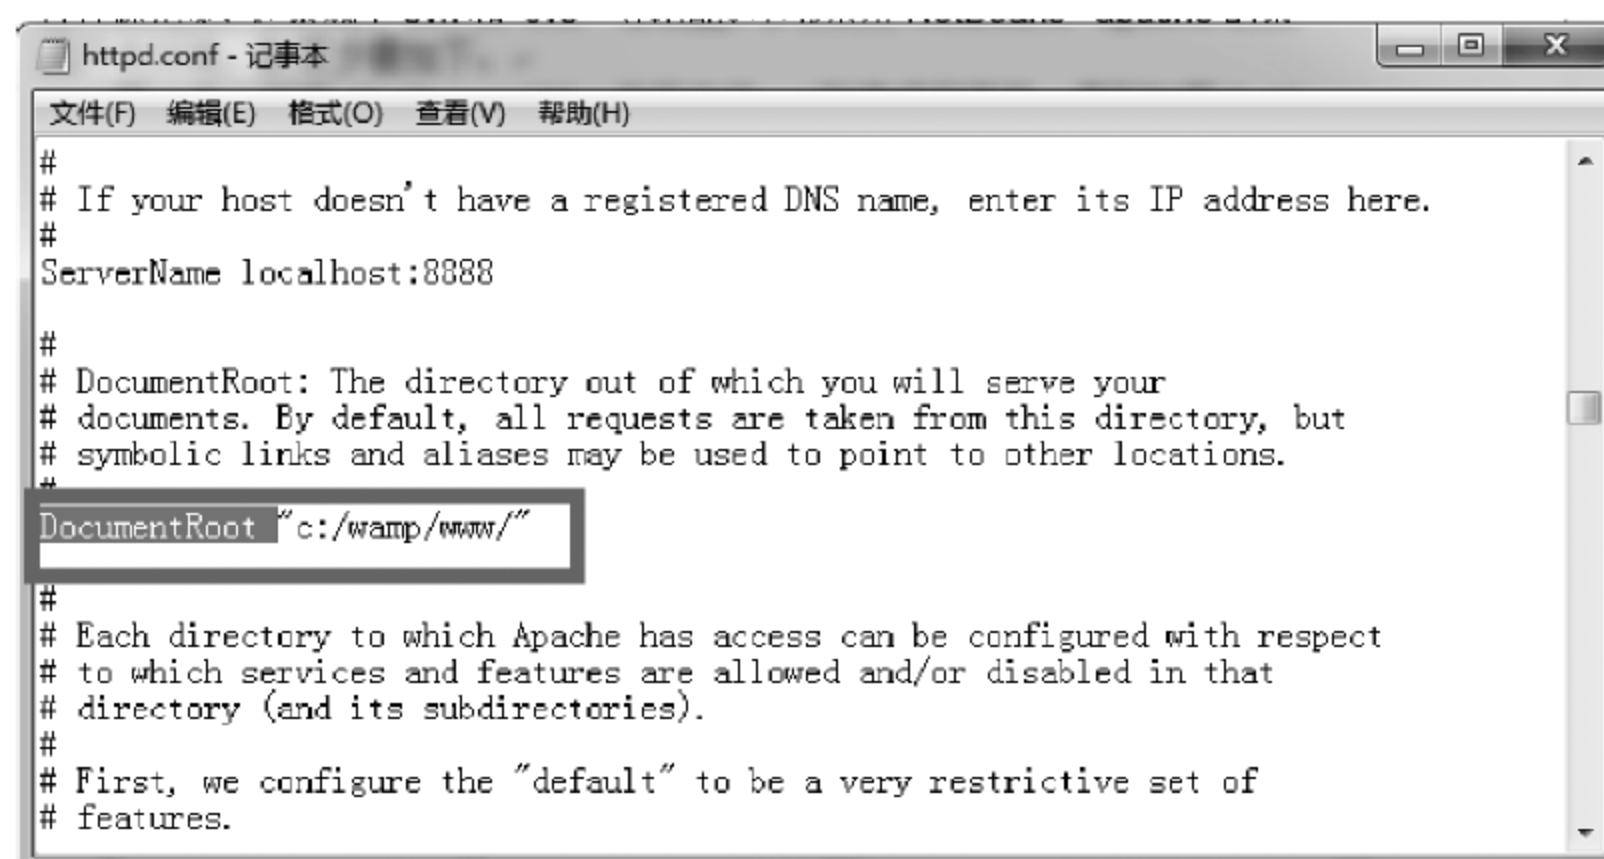 httpd.conf - 记事本
文件(F) 编辑(E) 格式(O) 查看(V) 帮助(H)
#
# If your host doesn't have a registered DNS name, enter its IP address here.
#
ServerName localhost:8888
#
# DocumentRoot: The directory out of which you will serve your
# documents. By default, all requests are taken from this directory, but
# symbolic links and aliases may be used to point to other locations.
#
DocumentRoot "c:/wamp/www/"
#
# Each directory to which Apache has access can be configured with respect
# to which services and features are allowed and/or disabled in that
# directory (and its subdirectories).
#
# First, we configure the "default" to be a very restrictive set of
# features.